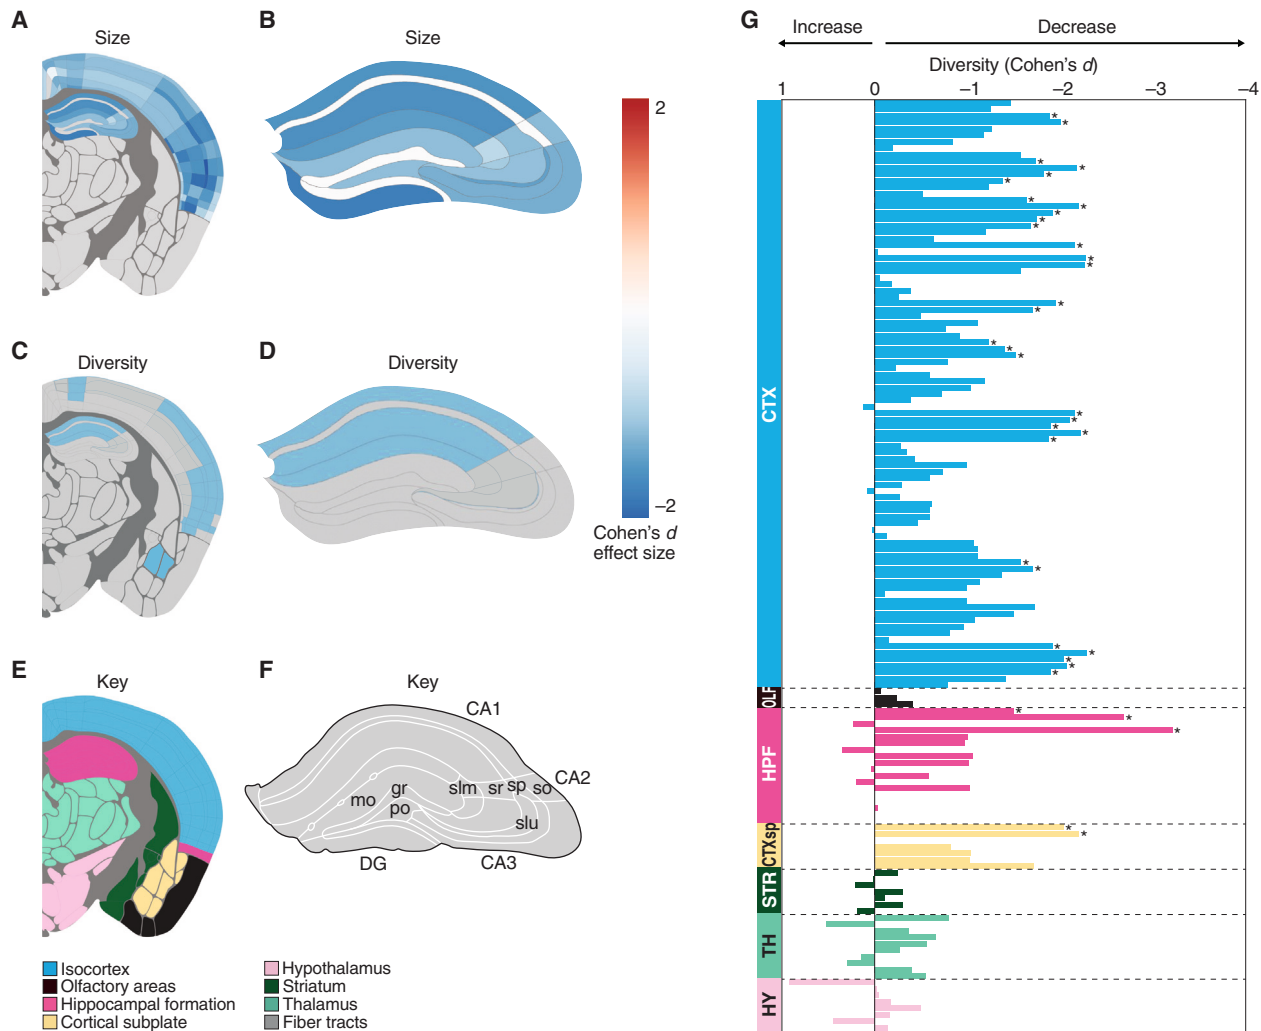 A
Size
B
Size
2
–2
Cohen's d
effect size
C
Diversity
D
Diversity
E
Key
F
Key
CA1
CA2
gr
slm
sr
sp
so
mo
po
slu
DG
CA3
Isocortex
Olfactory areas
Hippocampal formation
Cortical subplate
Hypothalamus
Striatum
Thalamus
Fiber tracts
G
Increase
Decrease
Diversity (Cohen's d)
1
0
–1
–2
–3
–4
CTX
OLF
HPF
CTXsp
STR
TH
HY